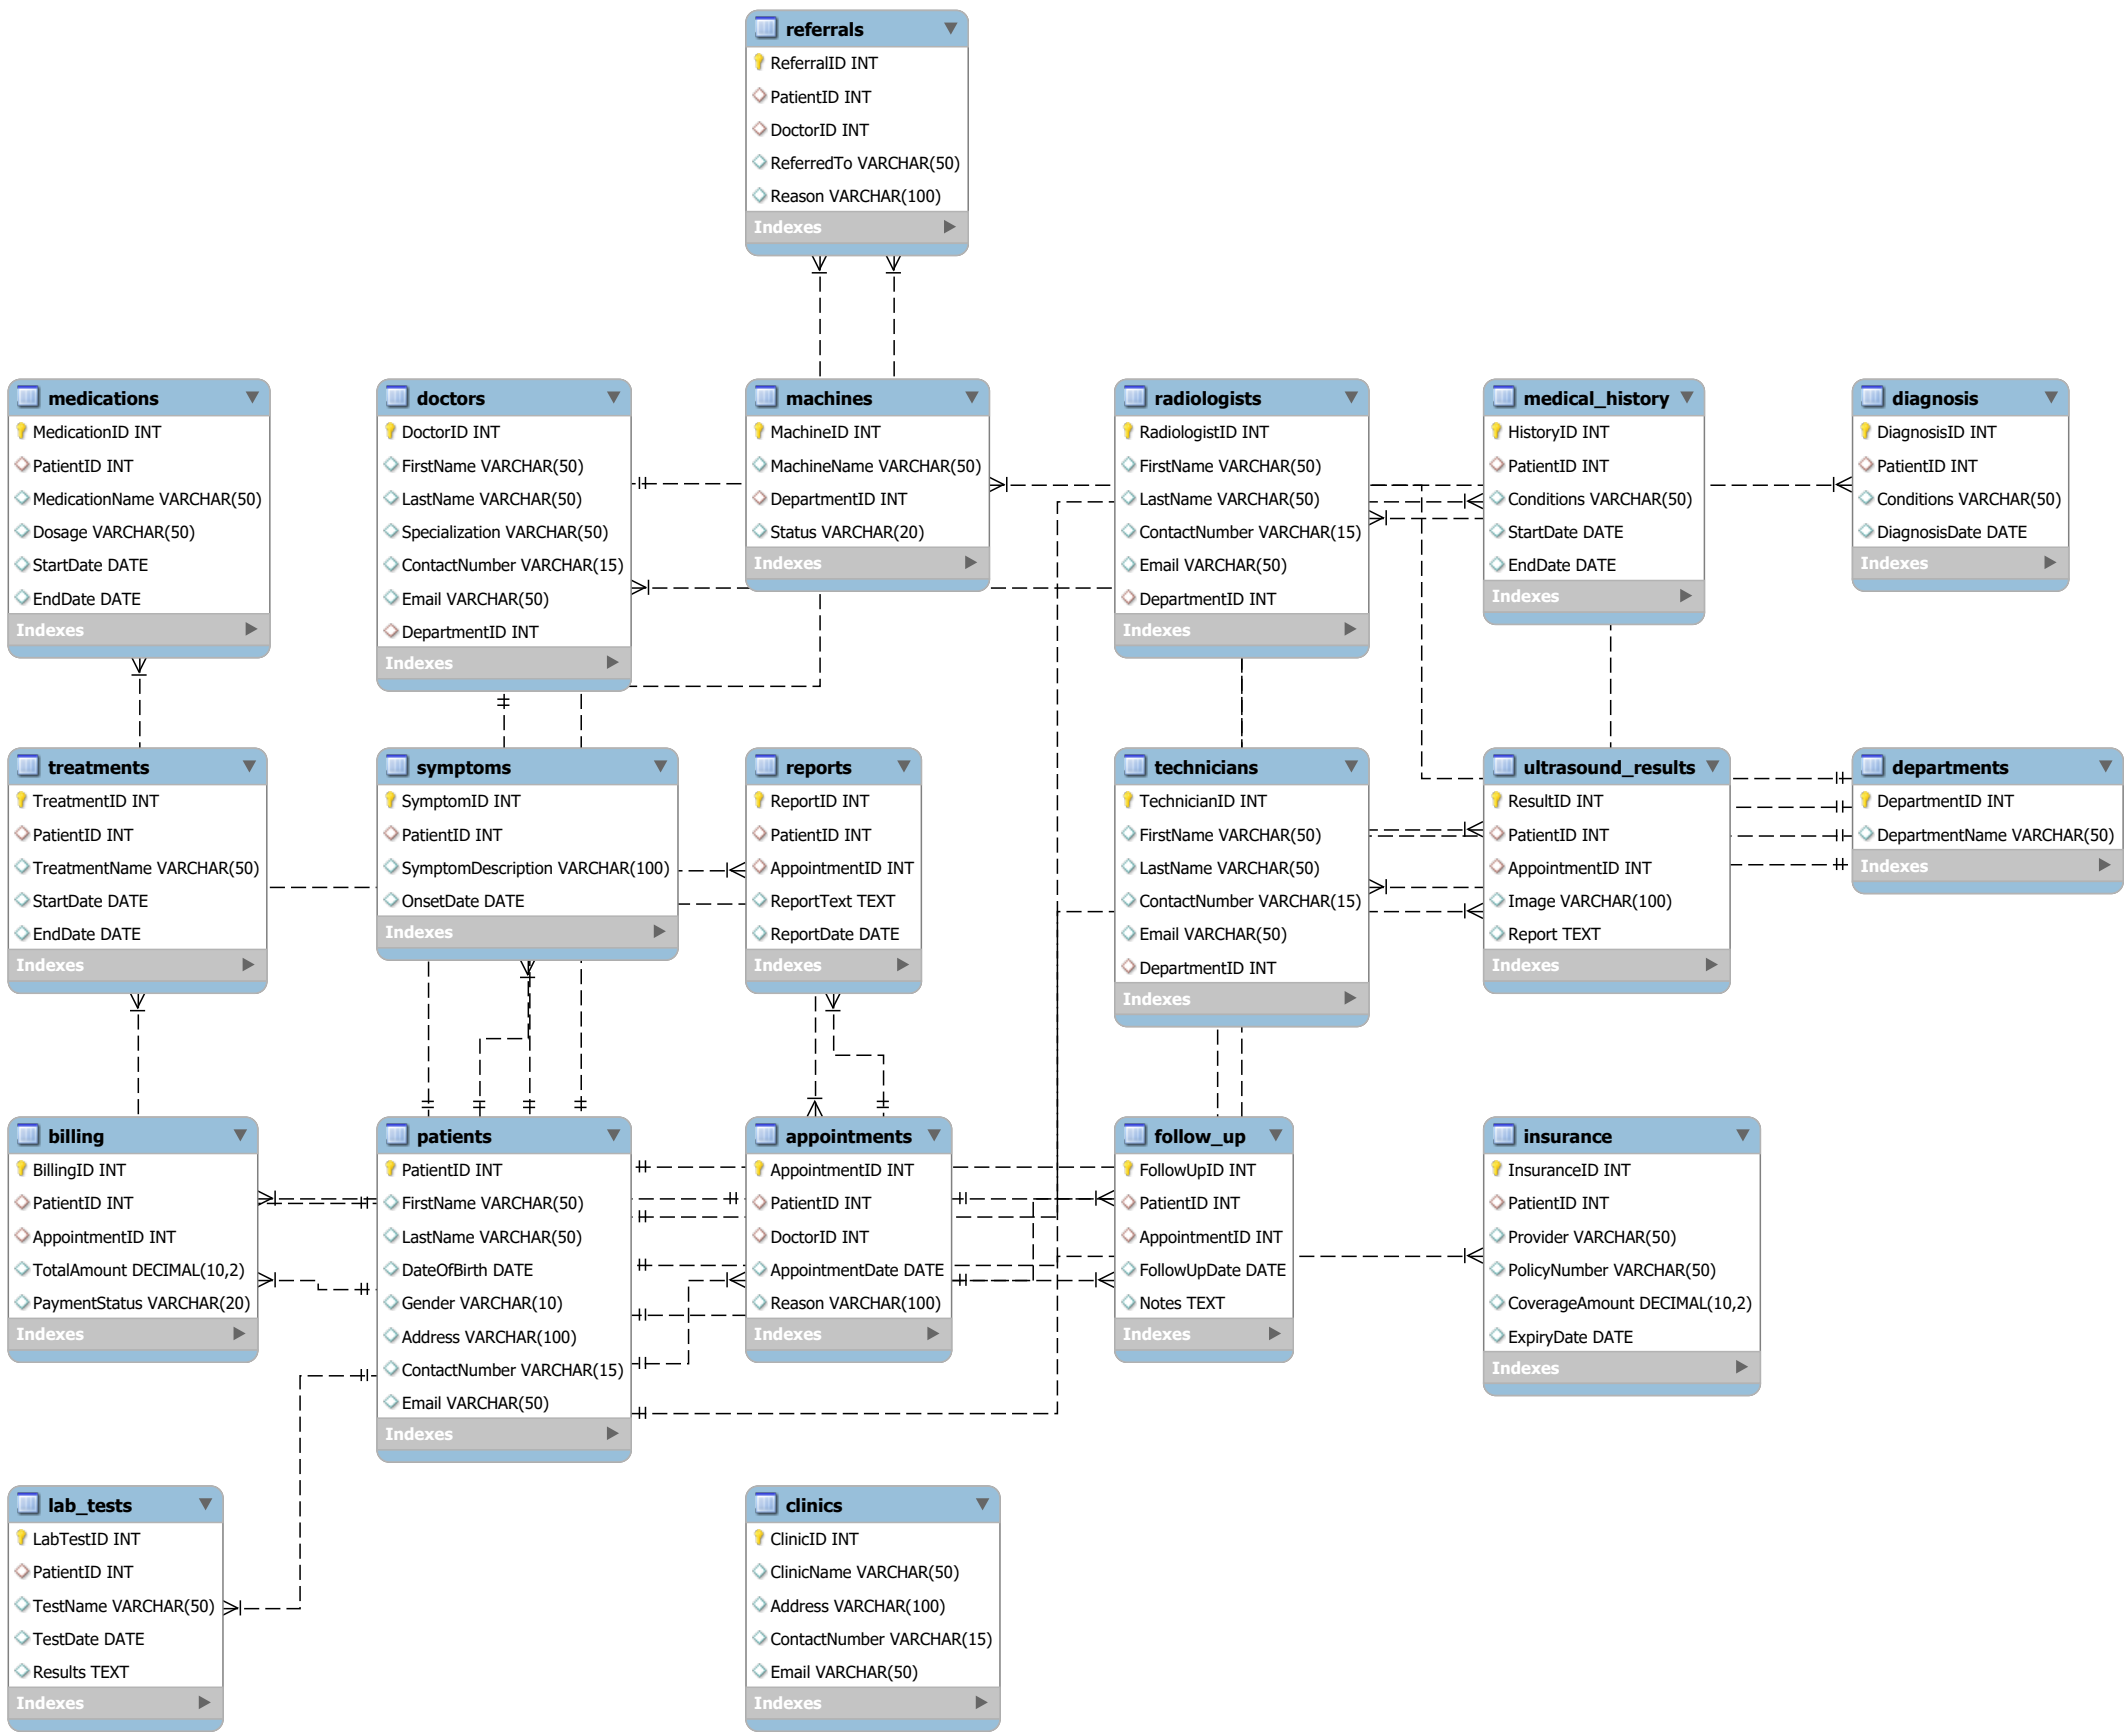 referrals
ReferralID INT
PatientID INT
DoctorID INT
ReferredTo VARCHAR(50)
Reason VARCHAR(100)
Indexes
medications
MedicationID INT
PatientID INT
MedicationName VARCHAR(50)
Dosage VARCHAR(50)
StartDate DATE
EndDate DATE
Indexes
doctors
DoctorID INT
FirstName VARCHAR(50)
LastName VARCHAR(50)
Specialization VARCHAR(50)
ContactNumber VARCHAR(15)
Email VARCHAR(50)
DepartmentID INT
Indexes
machines
MachineID INT
MachineName VARCHAR(50)
DepartmentID INT
Status VARCHAR(20)
Indexes
radiologists
RadiologistID INT
FirstName VARCHAR(50)
LastName VARCHAR(50)
ContactNumber VARCHAR(15)
Email VARCHAR(50)
DepartmentID INT
Indexes
medical_history
HistoryID INT
PatientID INT
Conditions VARCHAR(50)
StartDate DATE
EndDate DATE
Indexes
diagnosis
DiagnosisID INT
PatientID INT
Conditions VARCHAR(50)
DiagnosisDate DATE
Indexes
treatments
TreatmentID INT
PatientID INT
TreatmentName VARCHAR(50)
StartDate DATE
EndDate DATE
Indexes
symptoms
SymptomID INT
PatientID INT
SymptomDescription VARCHAR(100)
OnsetDate DATE
Indexes
reports
ReportID INT
PatientID INT
AppointmentID INT
ReportText TEXT
ReportDate DATE
Indexes
technicians
TechnicianID INT
FirstName VARCHAR(50)
LastName VARCHAR(50)
ContactNumber VARCHAR(15)
Email VARCHAR(50)
DepartmentID INT
Indexes
ultrasound_results
ResultID INT
PatientID INT
AppointmentID INT
Image VARCHAR(100)
Report TEXT
Indexes
departments
DepartmentID INT
DepartmentName VARCHAR(50)
Indexes
billing
BillingID INT
PatientID INT
AppointmentID INT
TotalAmount DECIMAL(10,2)
PaymentStatus VARCHAR(20)
Indexes
patients
PatientID INT
FirstName VARCHAR(50)
LastName VARCHAR(50)
DateOfBirth DATE
Gender VARCHAR(10)
Address VARCHAR(100)
ContactNumber VARCHAR(15)
Email VARCHAR(50)
Indexes
appointments
AppointmentID INT
PatientID INT
DoctorID INT
AppointmentDate DATE
Reason VARCHAR(100)
Indexes
follow_up
FollowUpID INT
PatientID INT
AppointmentID INT
FollowUpDate DATE
Notes TEXT
Indexes
insurance
InsuranceID INT
PatientID INT
Provider VARCHAR(50)
PolicyNumber VARCHAR(50)
CoverageAmount DECIMAL(10,2)
ExpiryDate DATE
Indexes
lab_tests
LabTestID INT
PatientID INT
TestName VARCHAR(50)
TestDate DATE
Results TEXT
Indexes
clinics
ClinicID INT
ClinicName VARCHAR(50)
Address VARCHAR(100)
ContactNumber VARCHAR(15)
Email VARCHAR(50)
Indexes